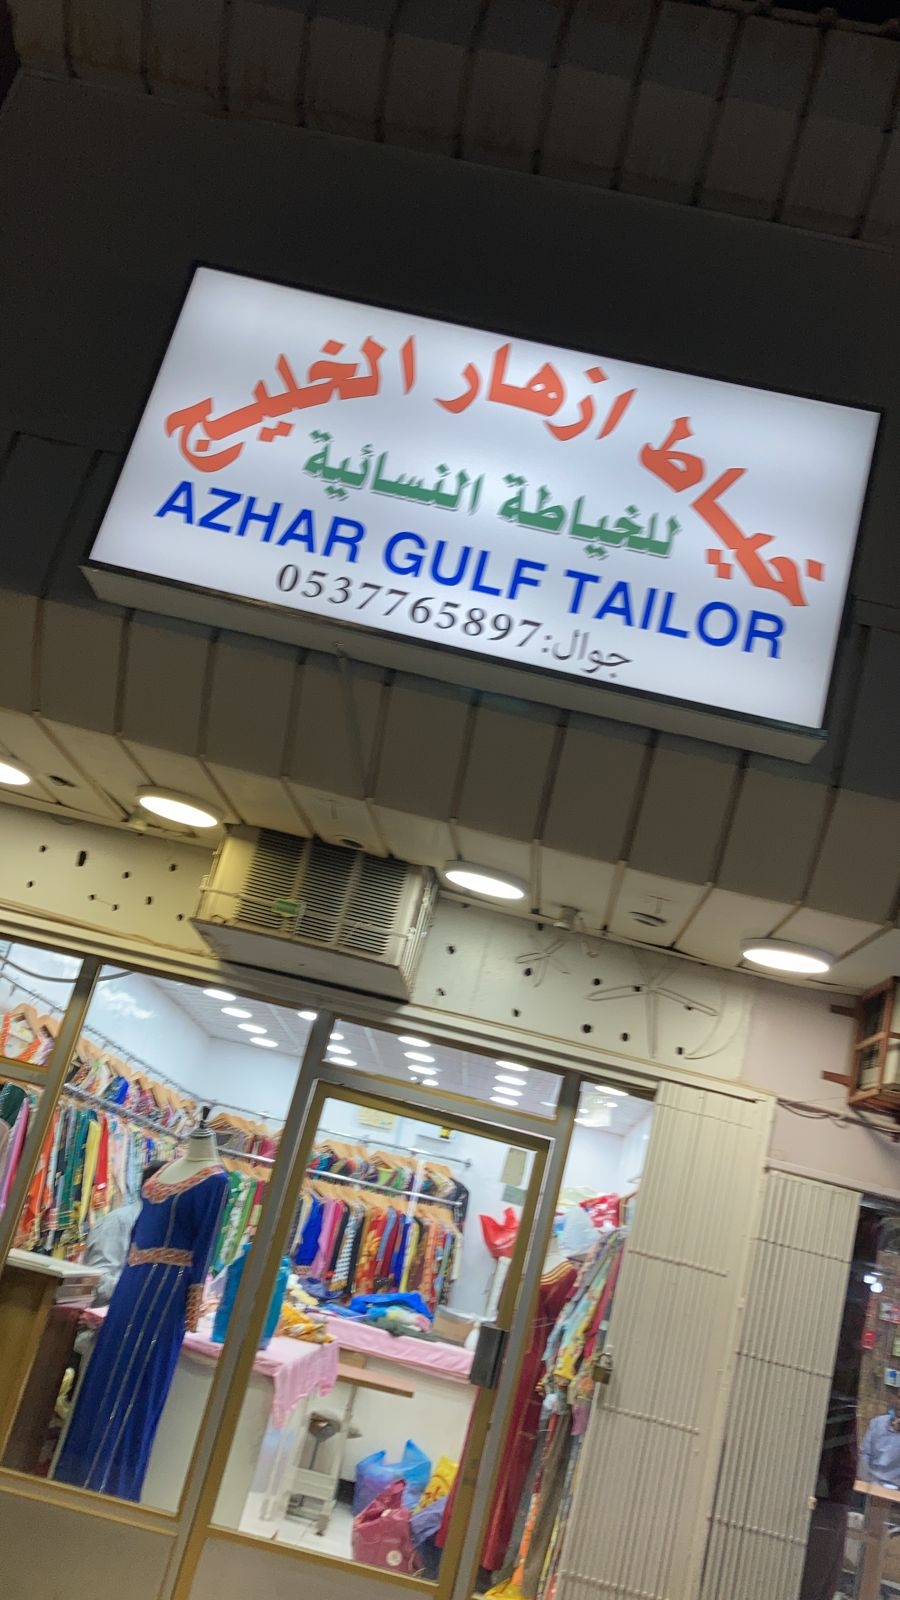 خياط ازهار الخليج
للخياطة النسائية
AZHAR GULF TAILOR
جوال:0537765897